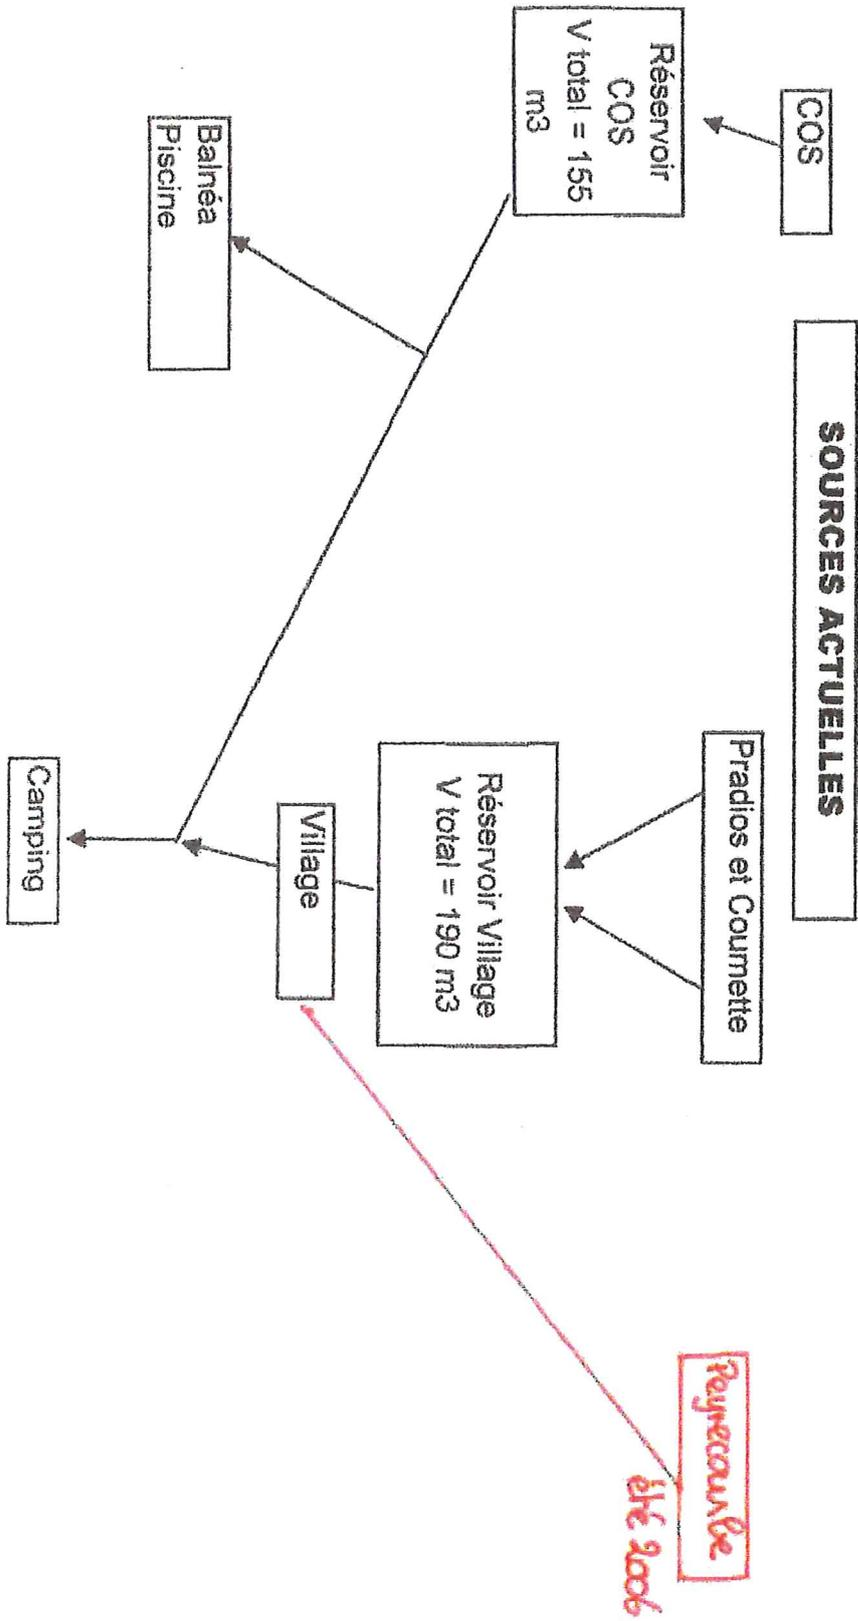 SOURCES ACTUELLES
COS
Pradios et Coumette
Peyrecourbe
été 2006
Réservoir
COS
V total = 155
m3
Réservoir Village
V total = 190 m3
Village
Balnéa
Piscine
Camping